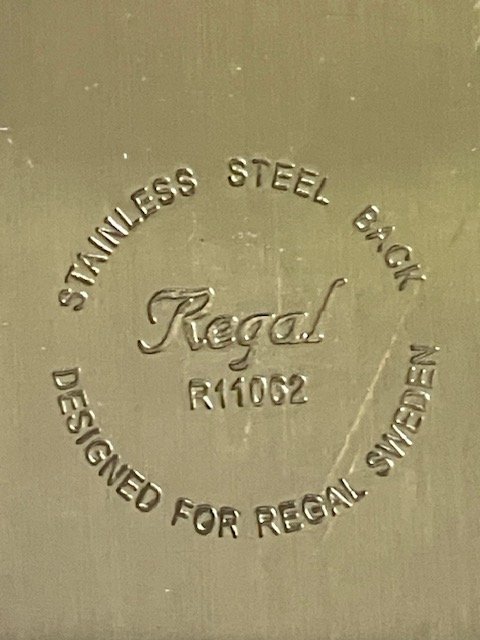 STAINLESS STEEL BACK
Regal
R11062
DESIGNED FOR REGAL SWEDEN